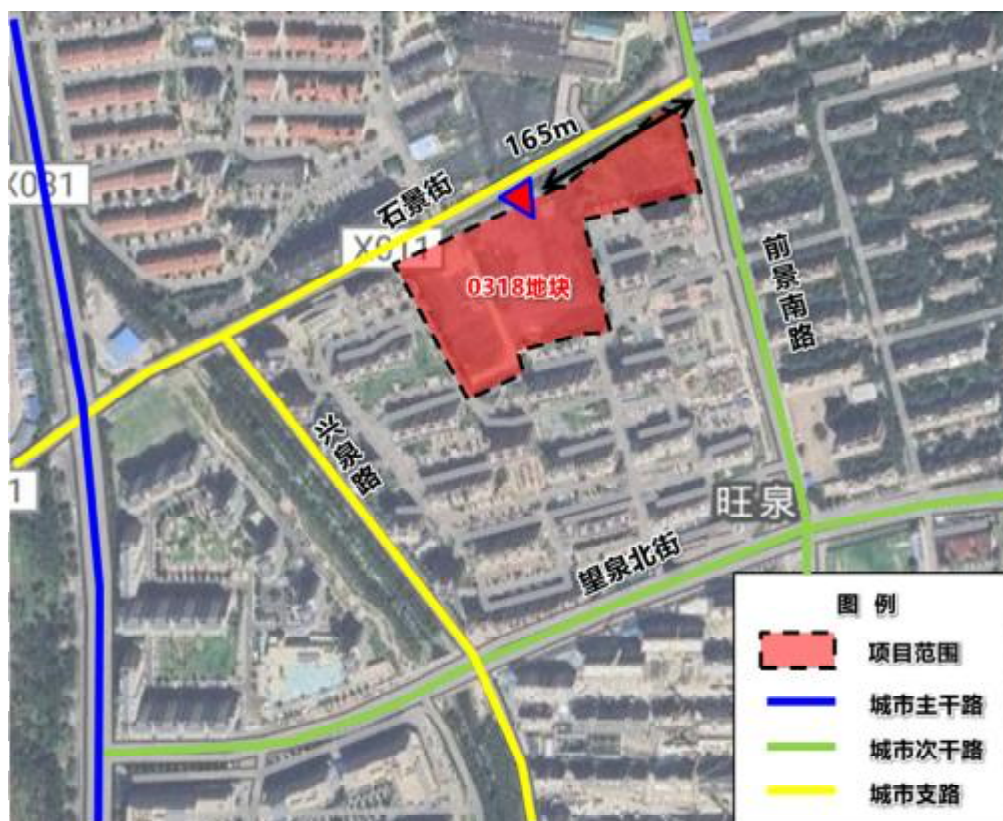 165m
石景街
X081
X011
0318地块
前景南路
兴泉路
旺泉
1
望泉北街
图 例
项目范围
城市主干路
城市次干路
城市支路